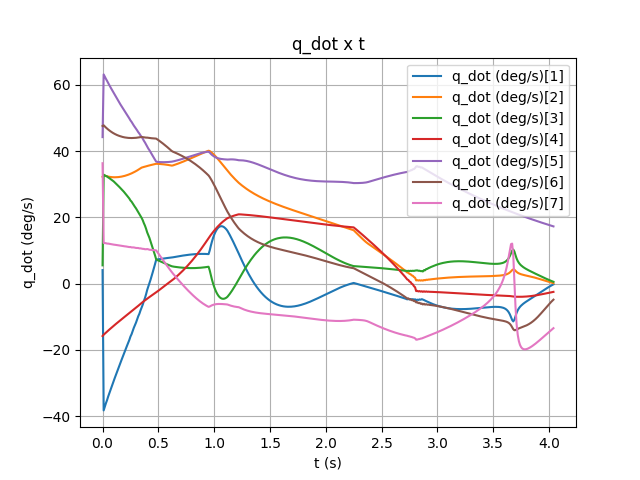 q_dot x t
q_dot (deg/s)
60
40
20
0
−20
−40
q_dot (deg/s)[1]
q_dot (deg/s)[2]
q_dot (deg/s)[3]
q_dot (deg/s)[4]
q_dot (deg/s)[5]
q_dot (deg/s)[6]
q_dot (deg/s)[7]
0.0 0.5 1.0 1.5 2.0 2.5 3.0 3.5 4.0
t (s)